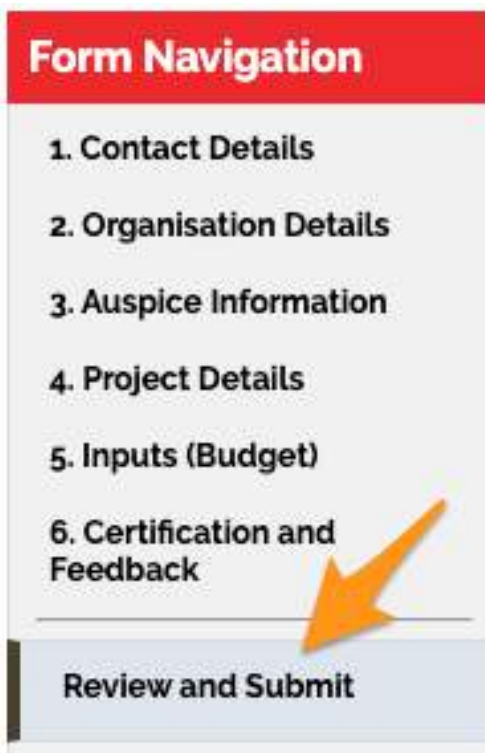 Form Navigation
1. Contact Details
2. Organisation Details
3. Auspice Information
4. Project Details
5. Inputs (Budget)
6. Certification and
Feedback
Review and Submit